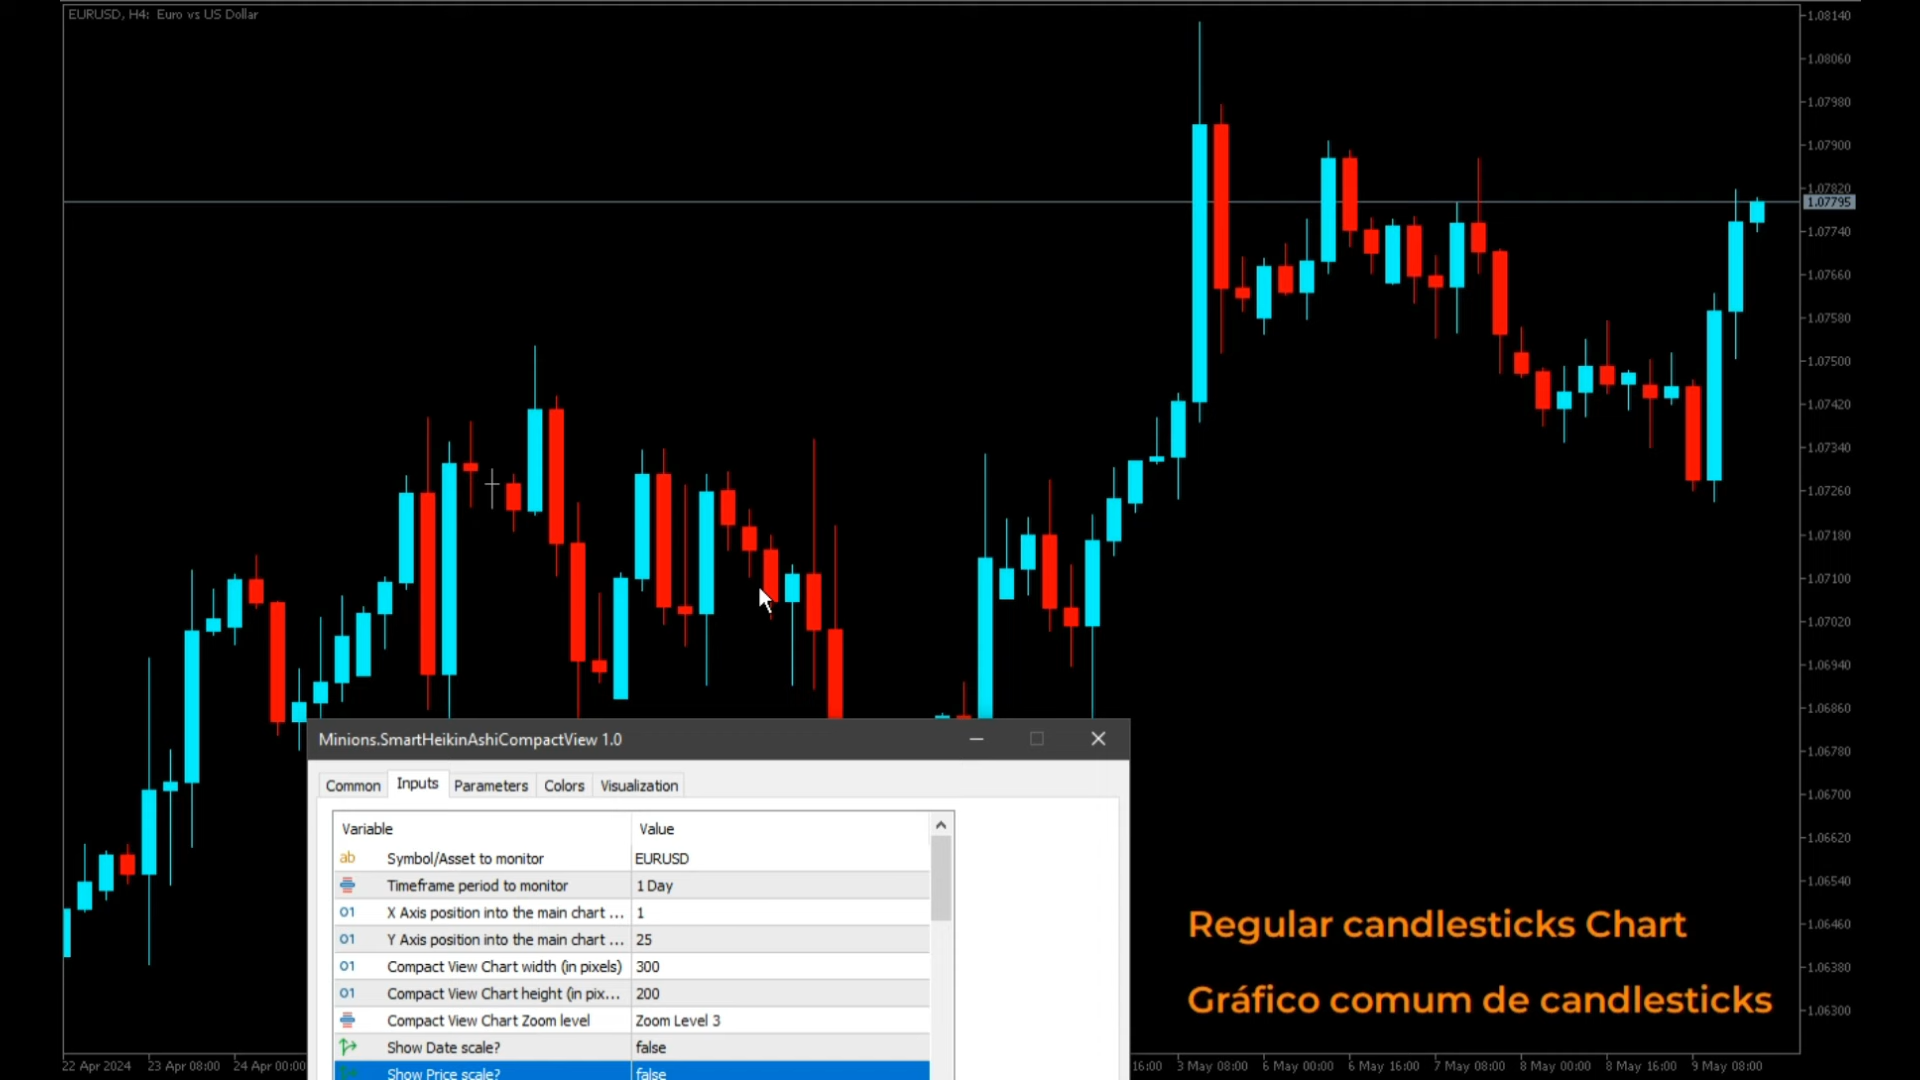 EURUSD, H4: Euro vs US Dollar
1.08140
1.08060
1.07980
1.07900
1.07820
1.07795
1.07740
1.07660
1.07580
1.07500
1.07420
1.07340
1.07260
1.07180
1.07100
1.07020
1.06940
1.06860
1.06780
1.06700
1.06620
1.06540
1.06460
1.06380
1.06300
Minions.SmartHeikinAshiCompactView 1.0
Common Inputs Parameters Colors Visualization
Variable Value
ab Symbol/Asset to monitor EURUSD
Timeframe period to monitor 1 Day
01 X Axis position into the main chart ... 1
01 Y Axis position into the main chart ... 25
01 Compact View Chart width (in pixels) 300
01 Compact View Chart height (in pix... 200
Compact View Chart Zoom level Zoom Level 3
Show Date scale? false
Show Price scale? false
Regular candlesticks Chart
Gráfico comum de candlesticks
22 Apr 2024 23 Apr 08:00 24 Apr 00:00 16:00 3 May 08:00 6 May 00:00 6 May 16:00 7 May 08:00 8 May 00:00 8 May 16:00 9 May 08:00